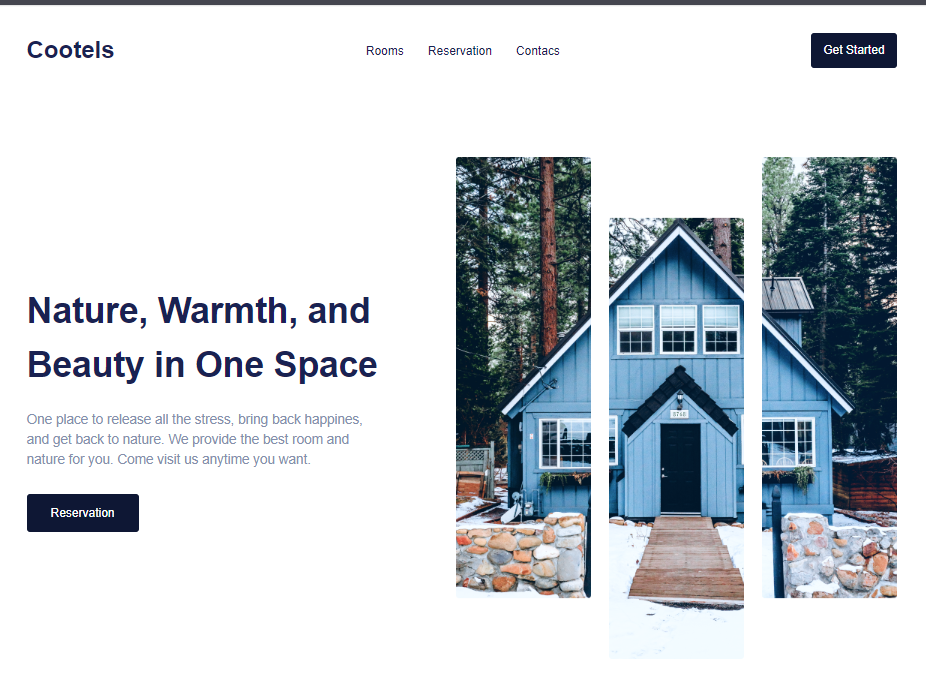 Cootels
Rooms
Reservation
Contacs
Get Started
Nature, Warmth, and
Beauty in One Space
One place to release all the stress, bring back happines,
and get back to nature. We provide the best room and
nature for you. Come visit us anytime you want.
Reservation
3748